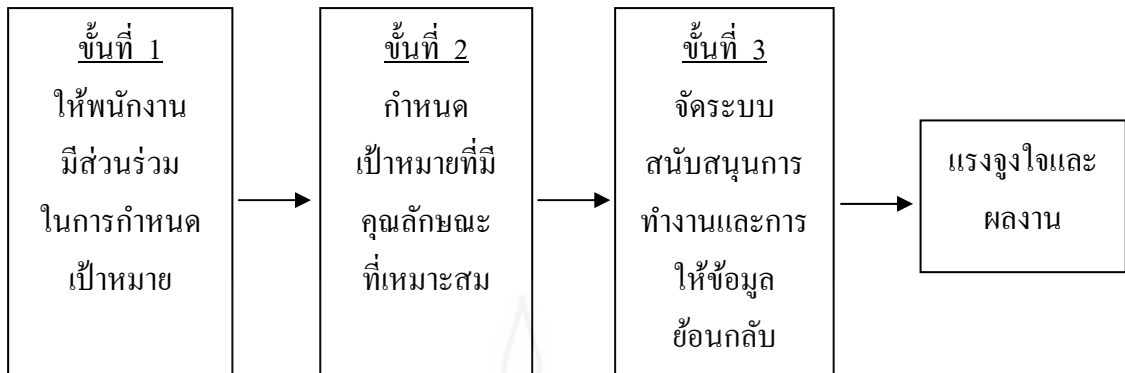 ขั้นที่ 1
ให้พนักงาน
มีส่วนร่วม
ในการกำหนด
เป้าหมาย
ขั้นที่ 2
กำหนด
เป้าหมายที่มี
คุณลักษณะ
ที่เหมาะสม
ขั้นที่ 3
จัดระบบ
สนับสนุนการ
ทำงานและการ
ให้ข้อมูล
ย้อนกลับ
แรงจูงใจและ
ผลงาน